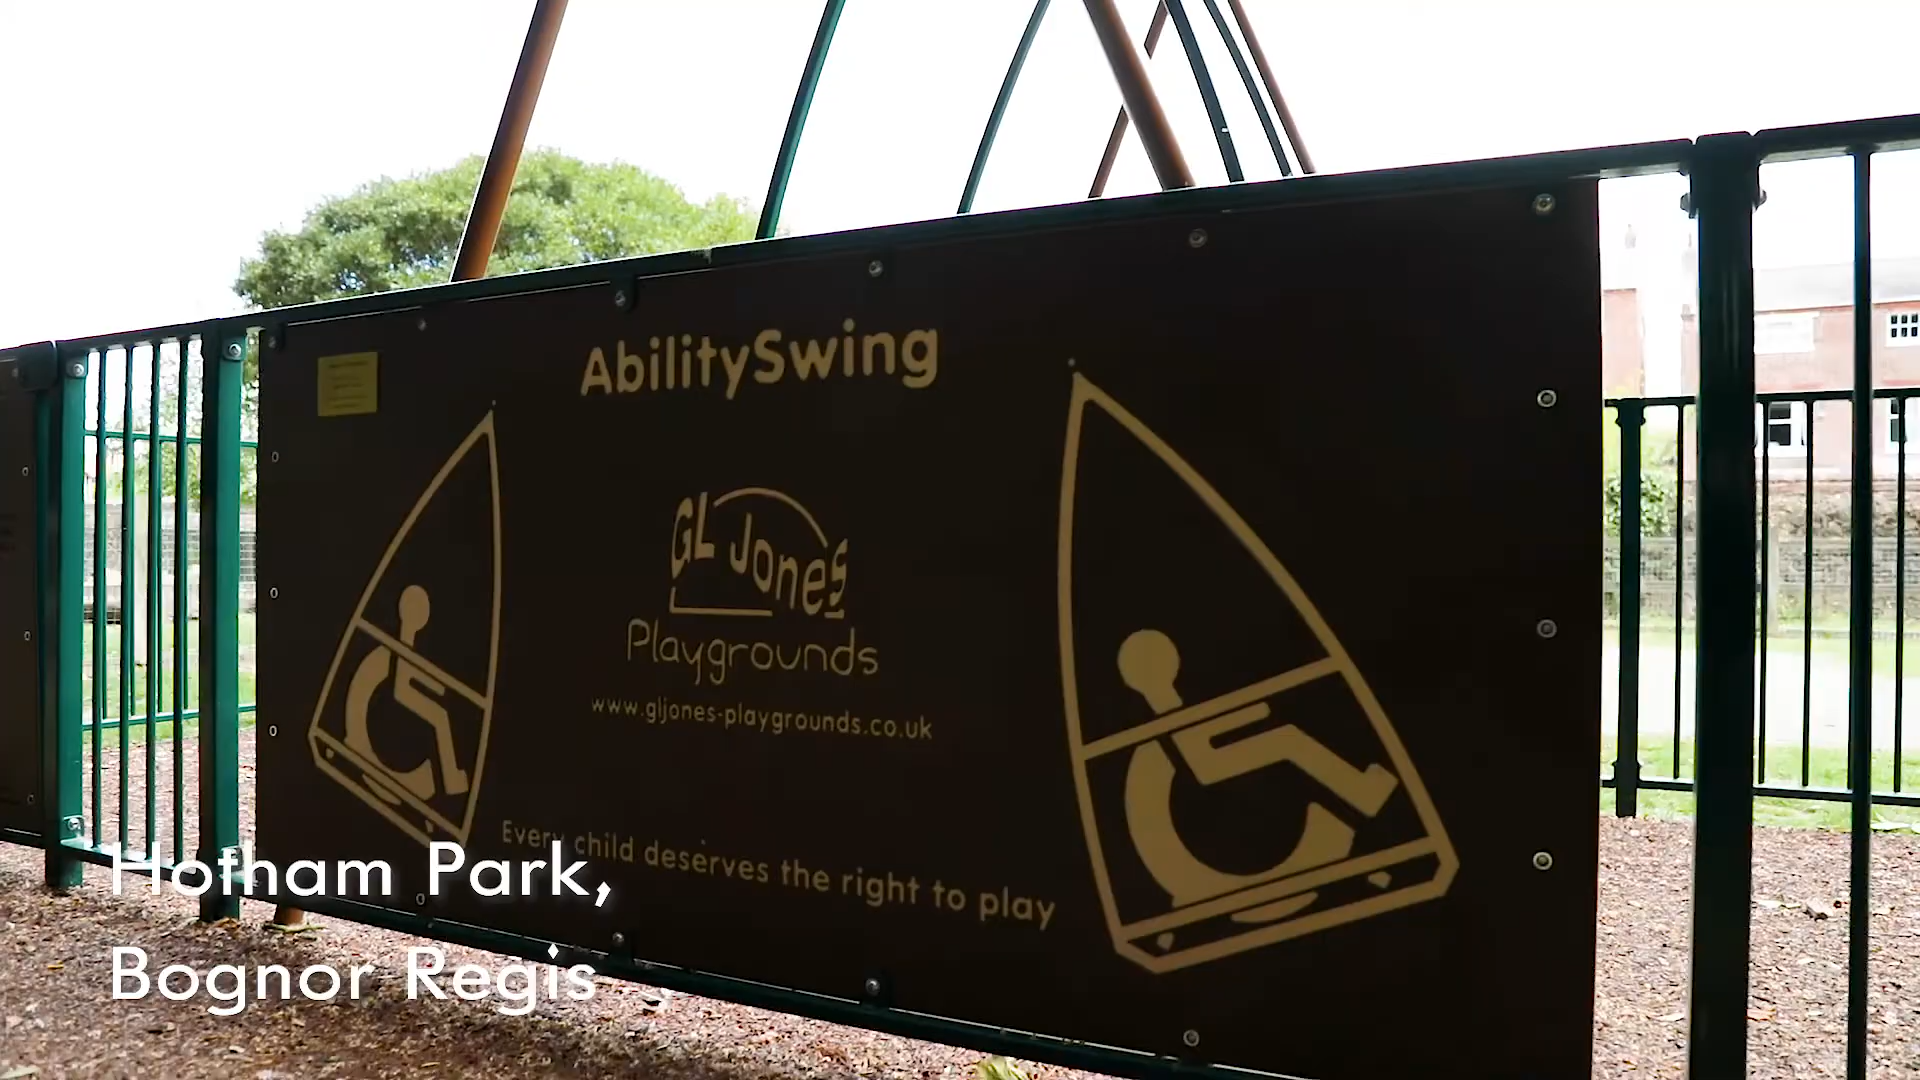 AbilitySwing
GL Jones
Playgrounds
www.gljones-playgrounds.co.uk
Every child deserves the right to play
Hotham Park,
Bognor Regis